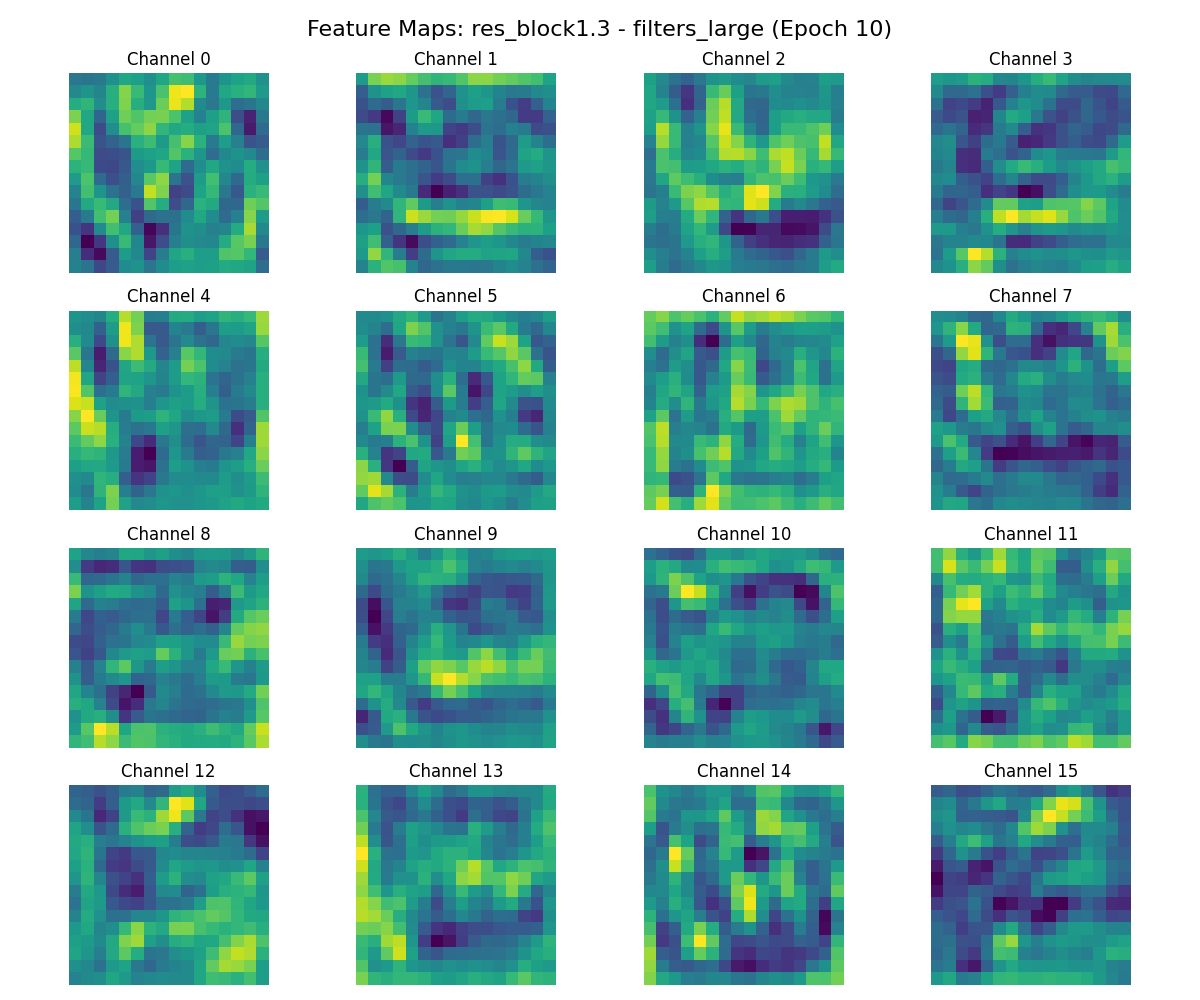 Feature Maps: res_block1.3 - filters_large (Epoch 10)
Channel 0 Channel 1 Channel 2 Channel 3
Channel 4 Channel 5 Channel 6 Channel 7
Channel 8 Channel 9 Channel 10 Channel 11
Channel 12 Channel 13 Channel 14 Channel 15